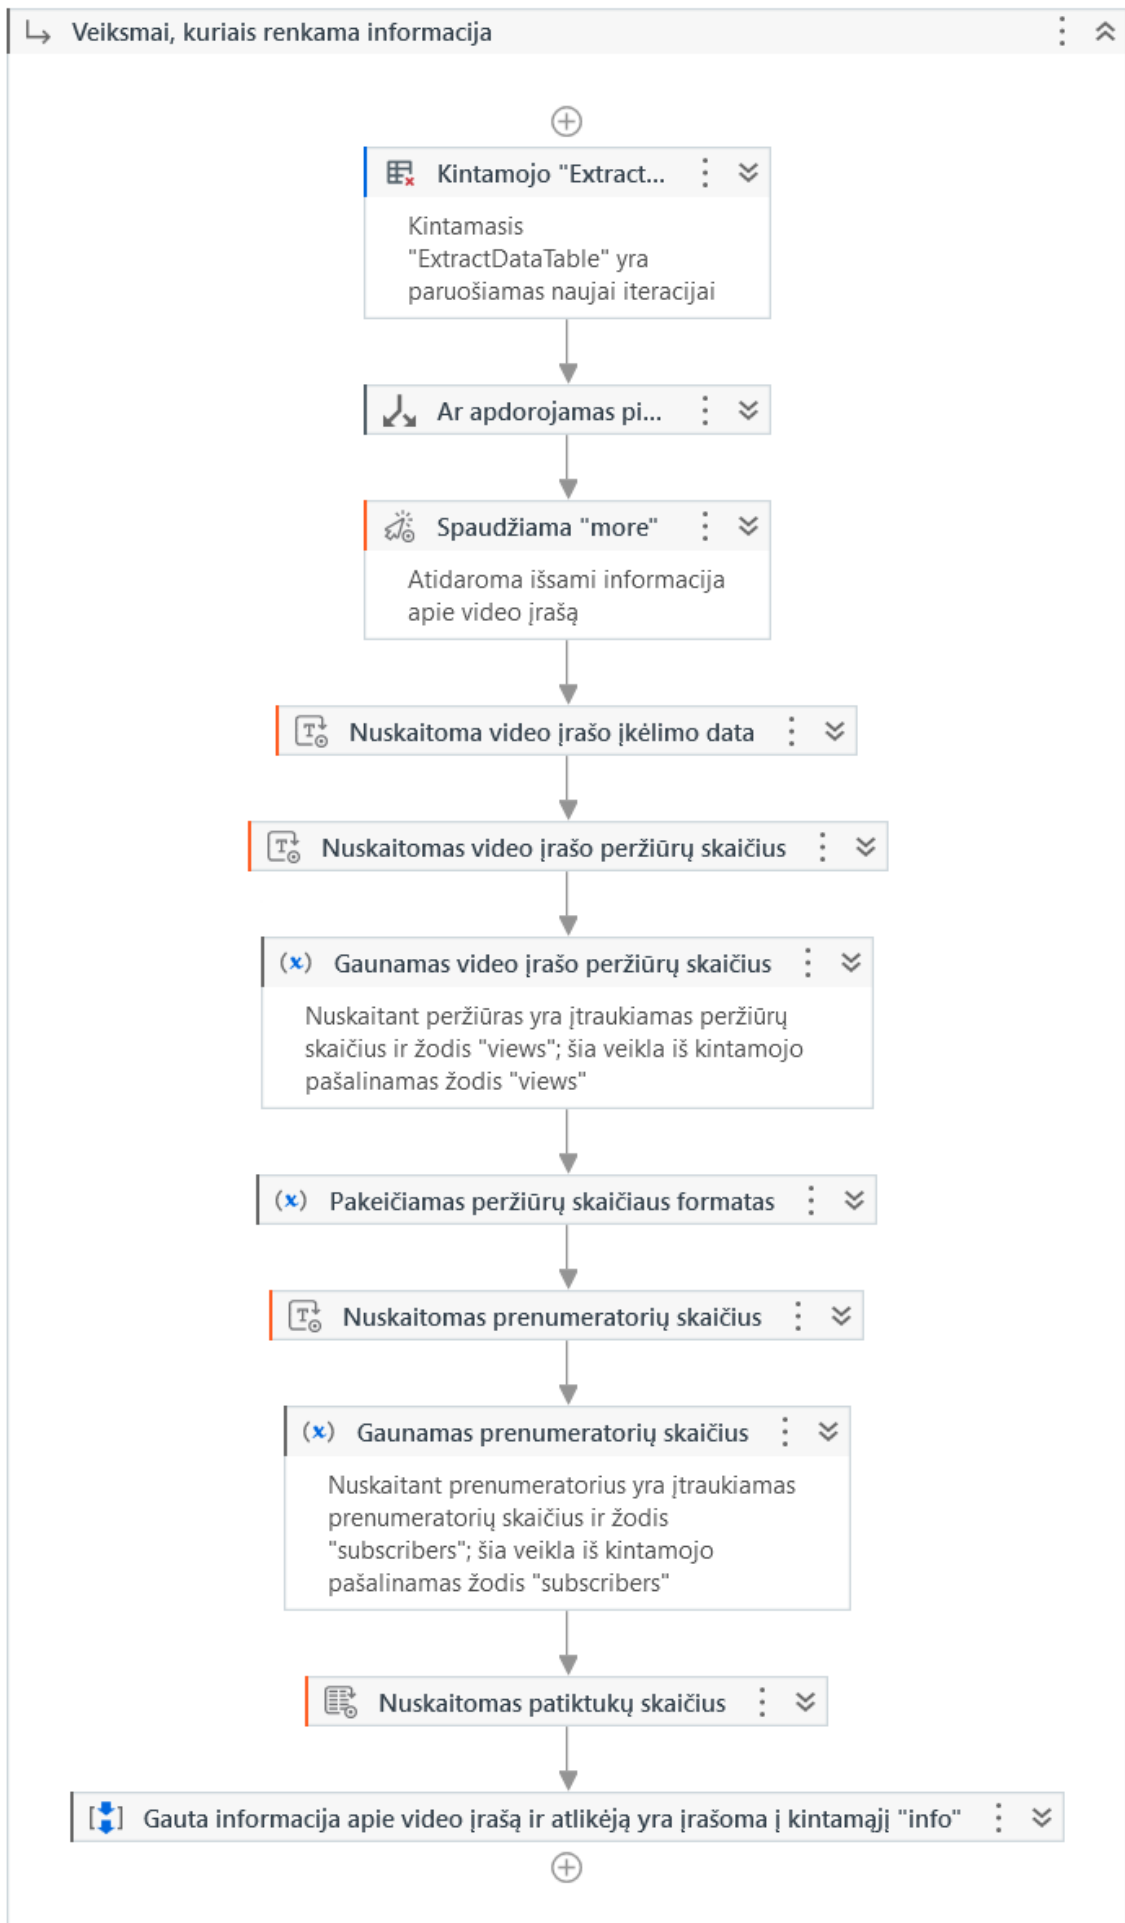 Veiksmai, kuriais renkama informacija
Kintamojo "Extract...
Kintamasis
"ExtractDataTable" yra
paruošiamas naujai iteracijai
Ar apdorojamas pi...
Spaudžiama "more"
Atidaroma išsami informacija
apie video įrašą
Nuskaitoma video įrašo įkėlimo data
Nuskaitomas video įrašo peržiūrų skaičius
Gaunamas video įrašo peržiūrų skaičius
Nuskaitant peržiūras yra įtraukiamas peržiūrų
skaičius ir žodis "views"; šia veikla iš kintamojo
pašalinamas žodis "views"
Pakeičiamas peržiūrų skaičiaus formatas
Nuskaitomas prenumeratorių skaičius
Gaunamas prenumeratorių skaičius
Nuskaitant prenumeratorius yra įtraukiamas
prenumeratorių skaičius ir žodis
"subscribers"; šia veikla iš kintamojo
pašalinamas žodis "subscribers"
Nuskaitomas patiktukų skaičius
Gauta informacija apie video įrašą ir atlikėją yra įrašoma į kintamąjį "info"